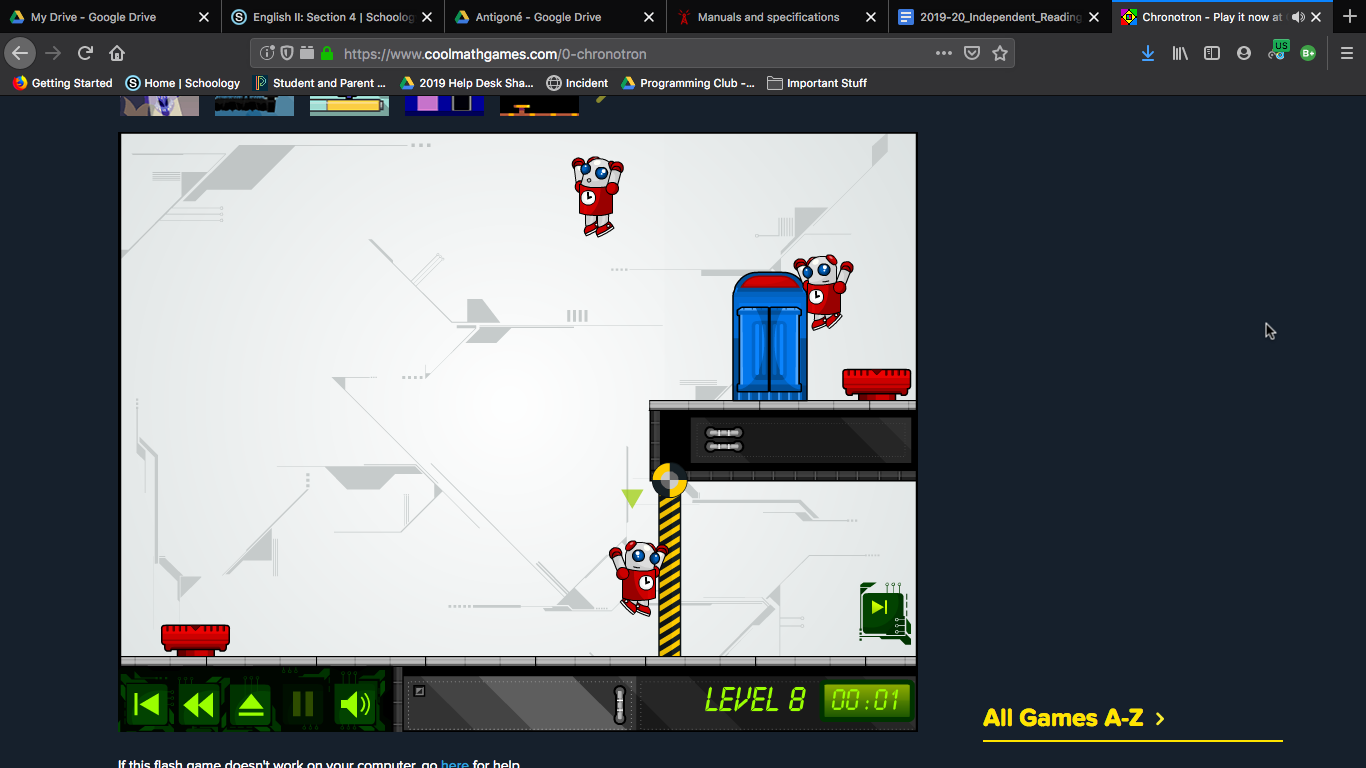 My Drive - Google Drive
English II: Section 4 | Schoolog
Antigoné - Google Drive
Manuals and specifications
2019-20_Independent_Reading
Chronotron - Play it now at
https://www.coolmathgames.com/0-chronotron
US
B+
Getting Started
Home | Schoology
Student and Parent ...
2019 Help Desk Sha...
Incident
Programming Club -...
Important Stuff
LEVEL 8
00:01
All Games A-Z
If this flash game doesn't work on your computer, go here for help.